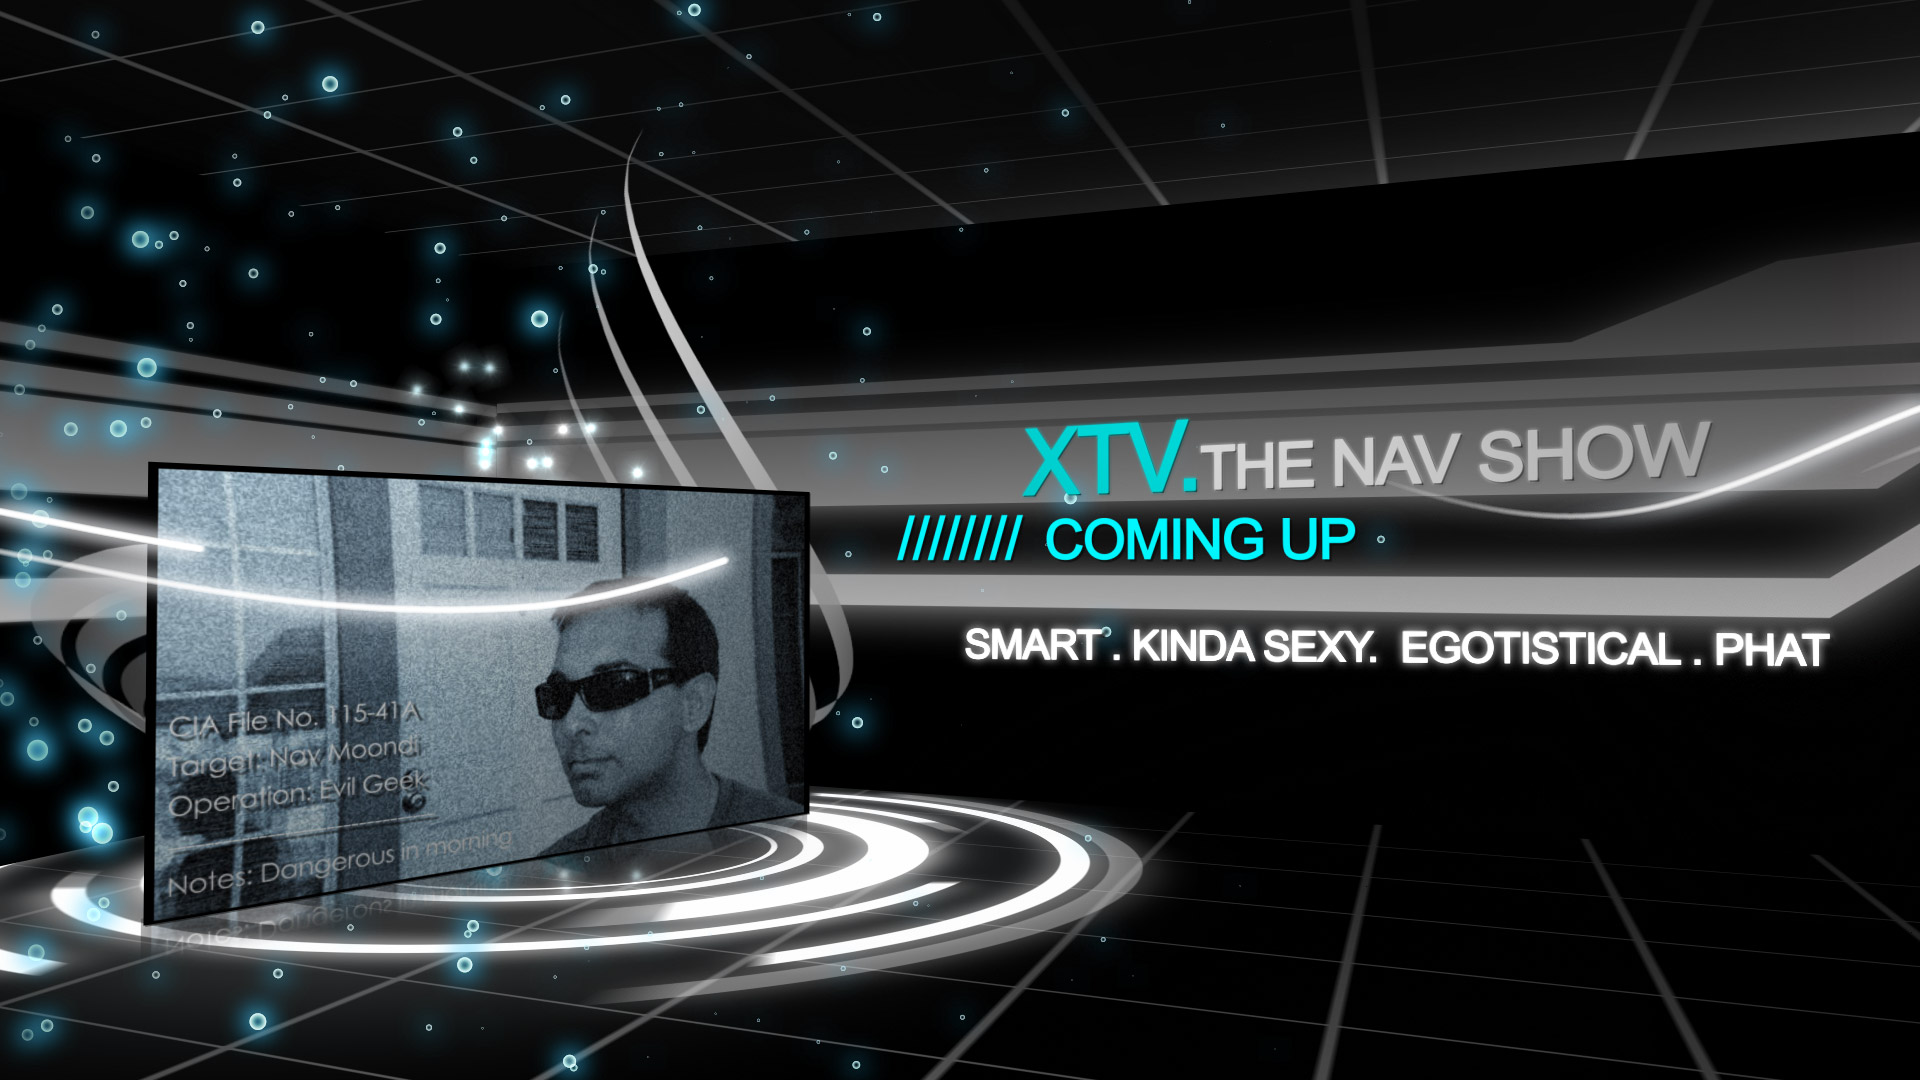 XTV.THE NAV SHOW
///////// COMING UP
SMART . KINDA SEXY. EGOTISTICAL . PHAT
CIA File No. 115-41A
Target: Nav Moondi
Operation: Evil Geek
Notes: Dangerous in morning